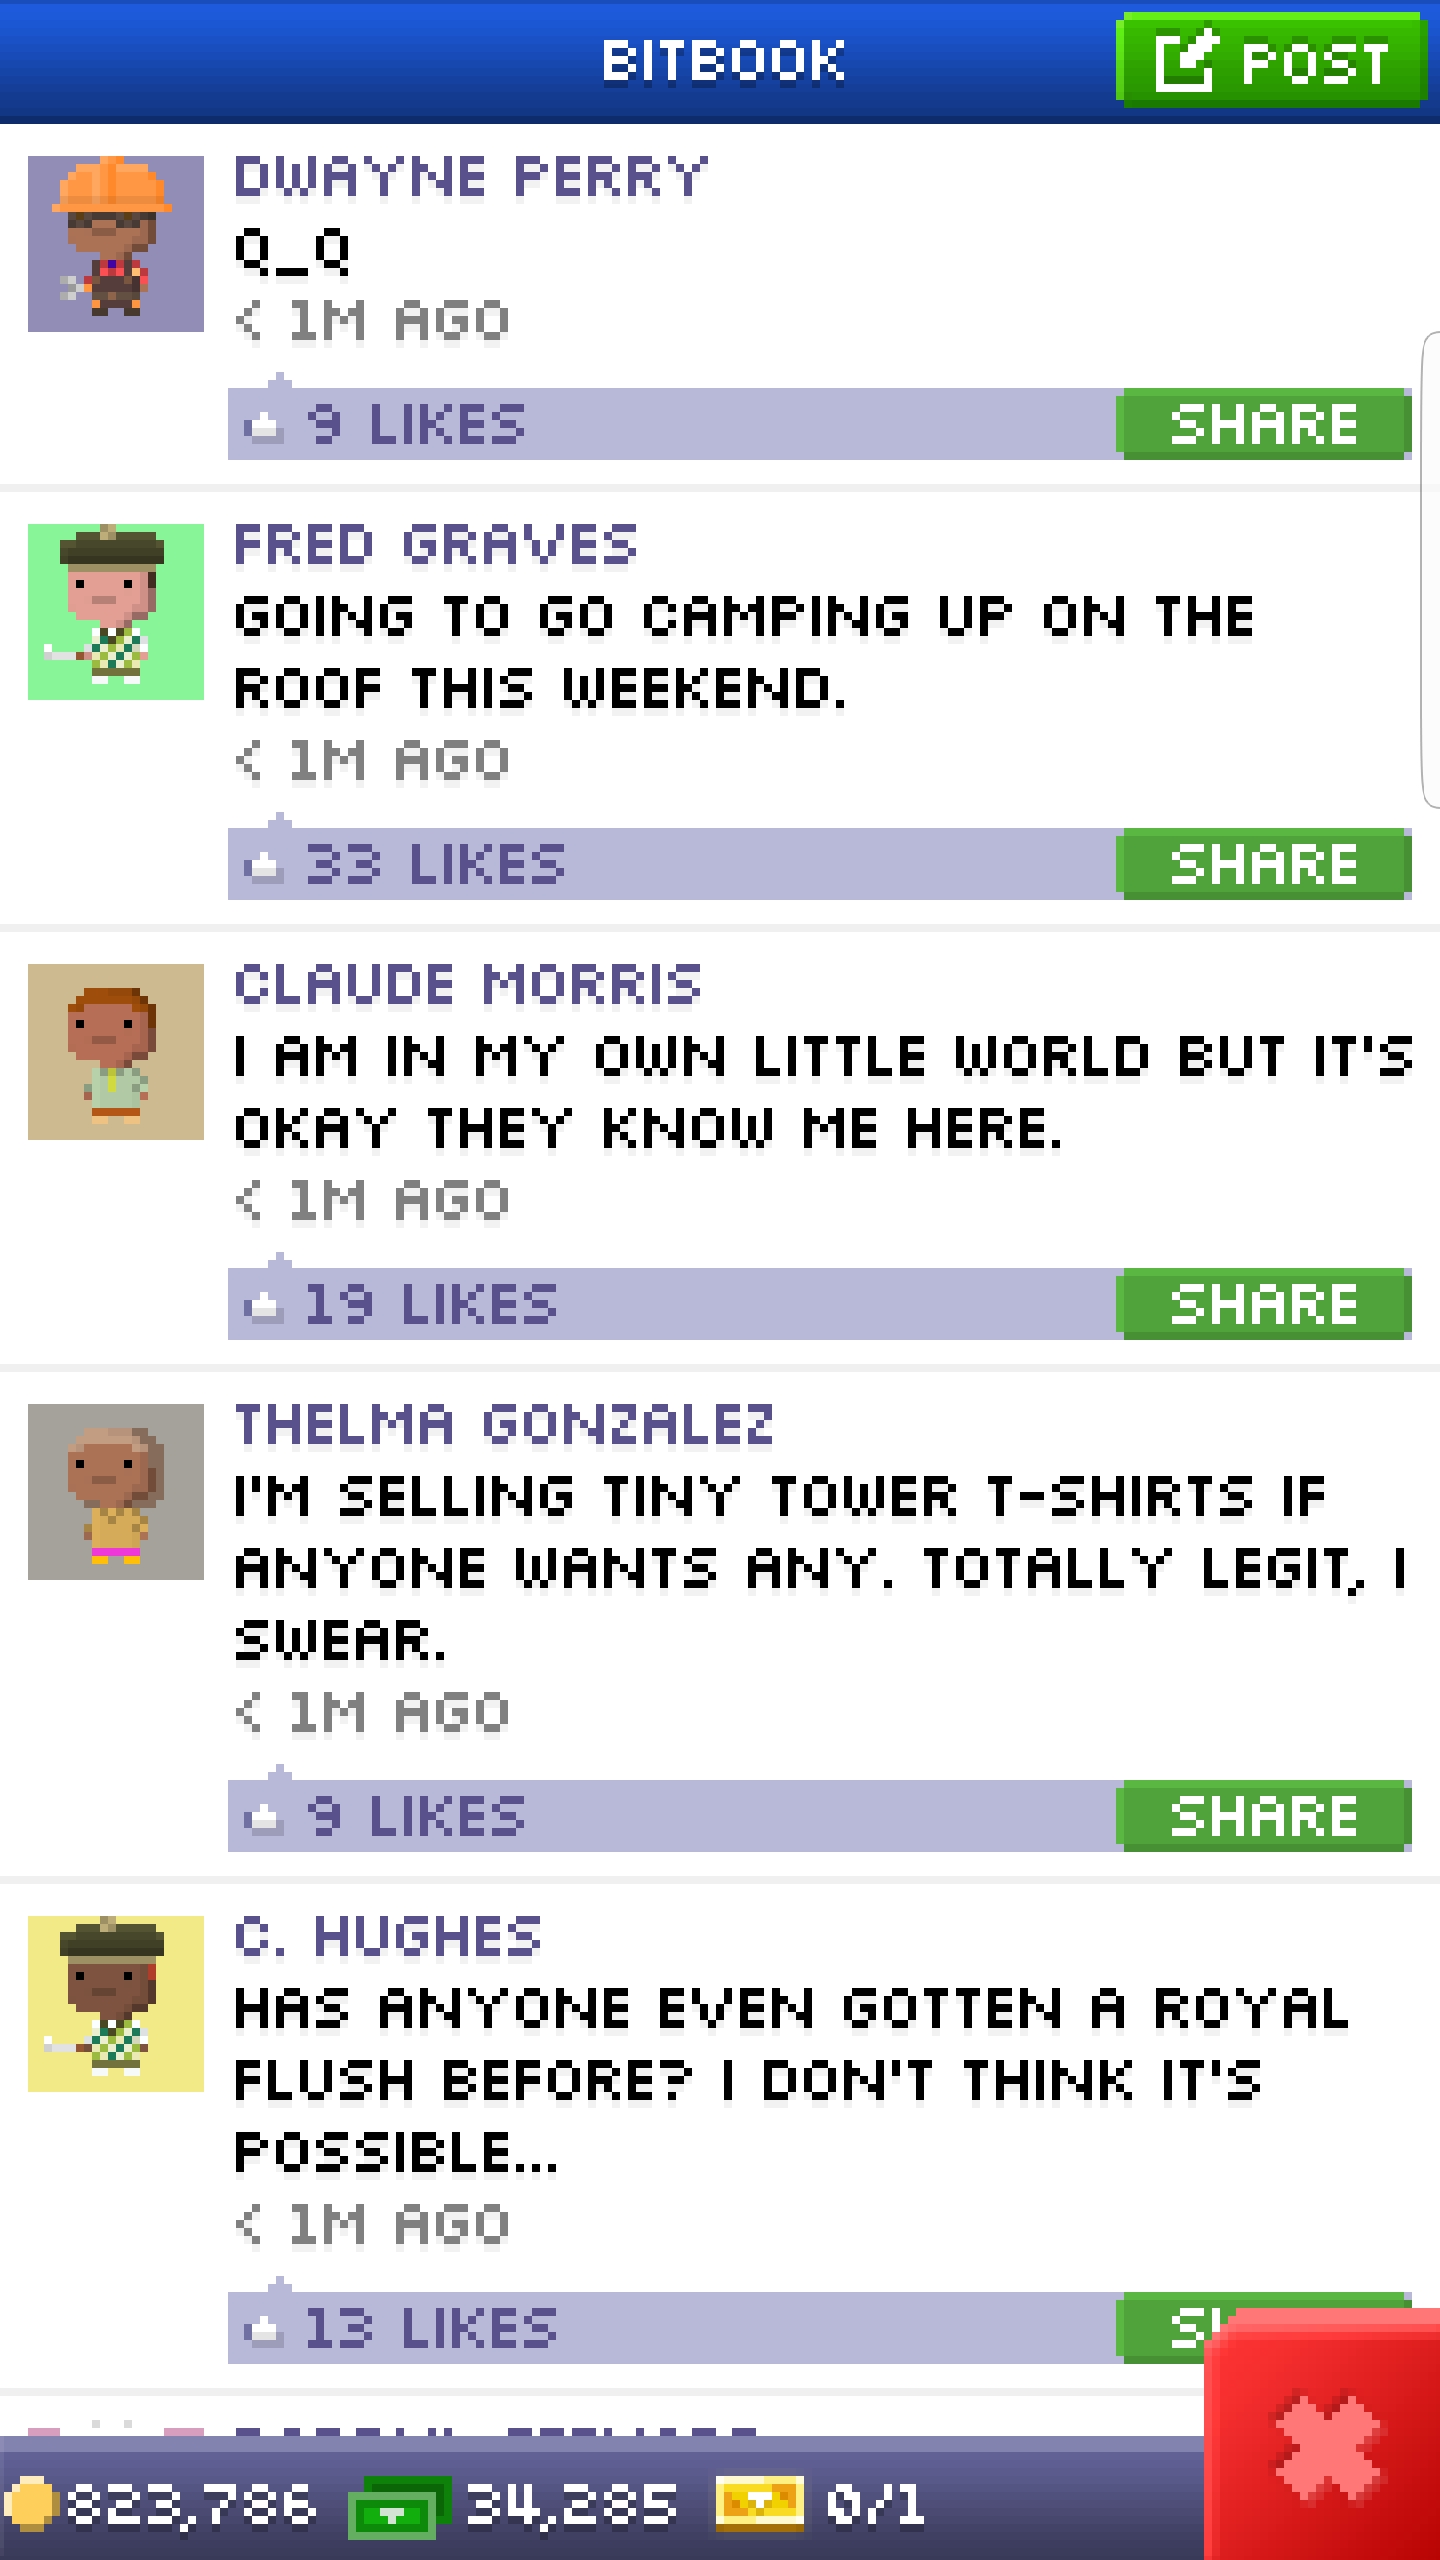 BITBOOK
POST
DWAYNE PERRY
Q_Q
< 1M AGO
9 LIKES
SHARE
FRED GRAVES
GOING TO GO CAMPING UP ON THE
ROOF THIS WEEKEND.
< 1M AGO
33 LIKES
SHARE
CLAUDE MORRIS
I AM IN MY OWN LITTLE WORLD BUT IT'S
OKAY THEY KNOW ME HERE.
< 1M AGO
19 LIKES
SHARE
THELMA GONZALEZ
I'M SELLING TINY TOWER T-SHIRTS IF
ANYONE WANTS ANY. TOTALLY LEGIT, I
SWEAR.
< 1M AGO
9 LIKES
SHARE
C. HUGHES
HAS ANYONE EVEN GOTTEN A ROYAL
FLUSH BEFORE? I DON'T THINK IT'S
POSSIBLE...
< 1M AGO
13 LIKES
823,786
34,285
0/1